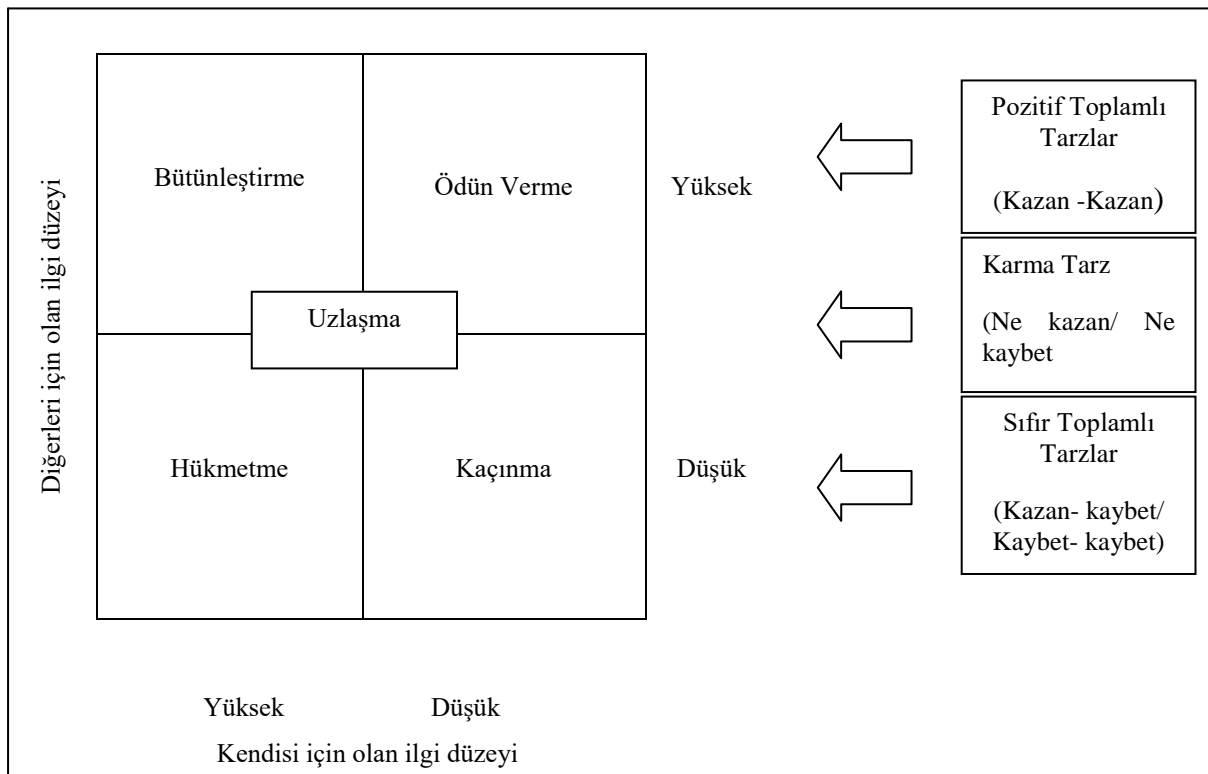 Diğerleri için olan ilgi düzeyi
Bütünleştirme
Ödün Verme
Uzlaşma
Hükmetme
Kaçınma
Yüksek
Düşük
Pozitif Toplamlı
Tarzlar
(Kazan -Kazan)
Karma Tarz
(Ne kazan/ Ne
kaybet
Sıfır Toplamlı
Tarzlar
(Kazan- kaybet/
Kaybet- kaybet)
Yüksek
Düşük
Kendisi için olan ilgi düzeyi